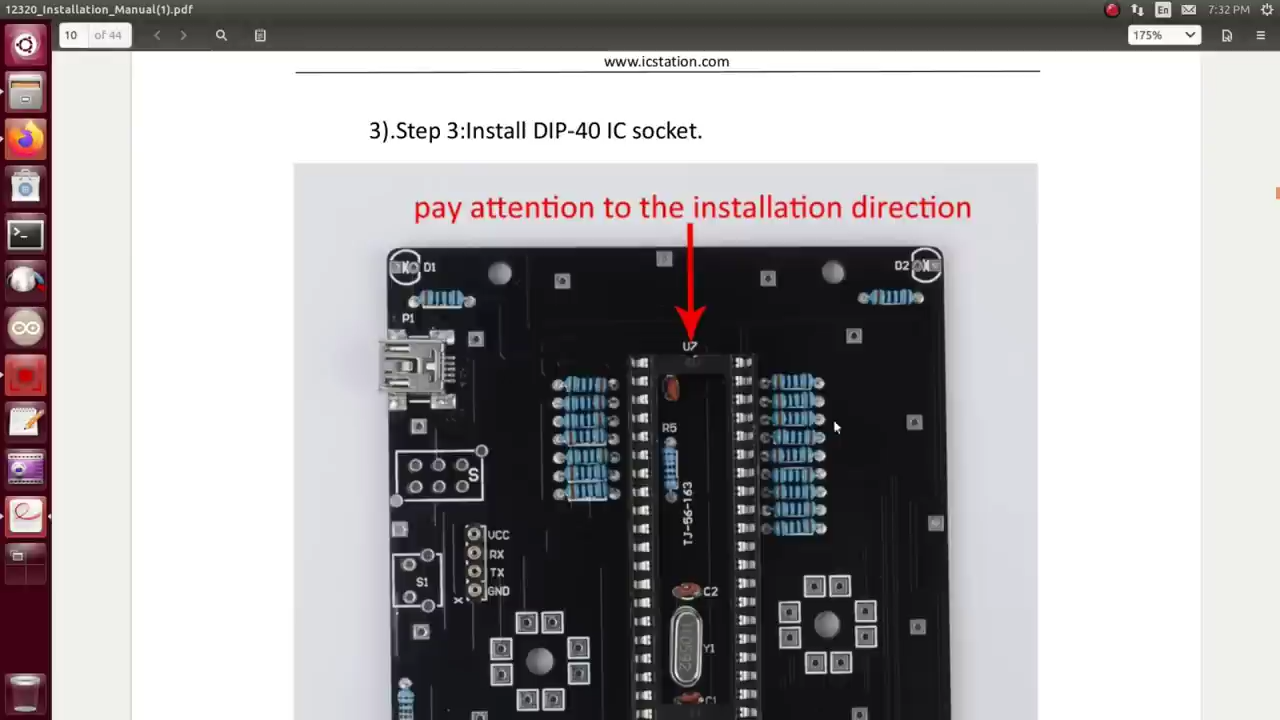 12320_Installation_Manual(1).pdf
En
7:32 PM
10 of 44
175%
www.icstation.com
3).Step 3:Install DIP-40 IC socket.
pay attention to the installation direction
D1
D2
P1
U7
R5
S
TJ-56-163
VCC
RX
TX
GND
S1
C2
Y1
C1